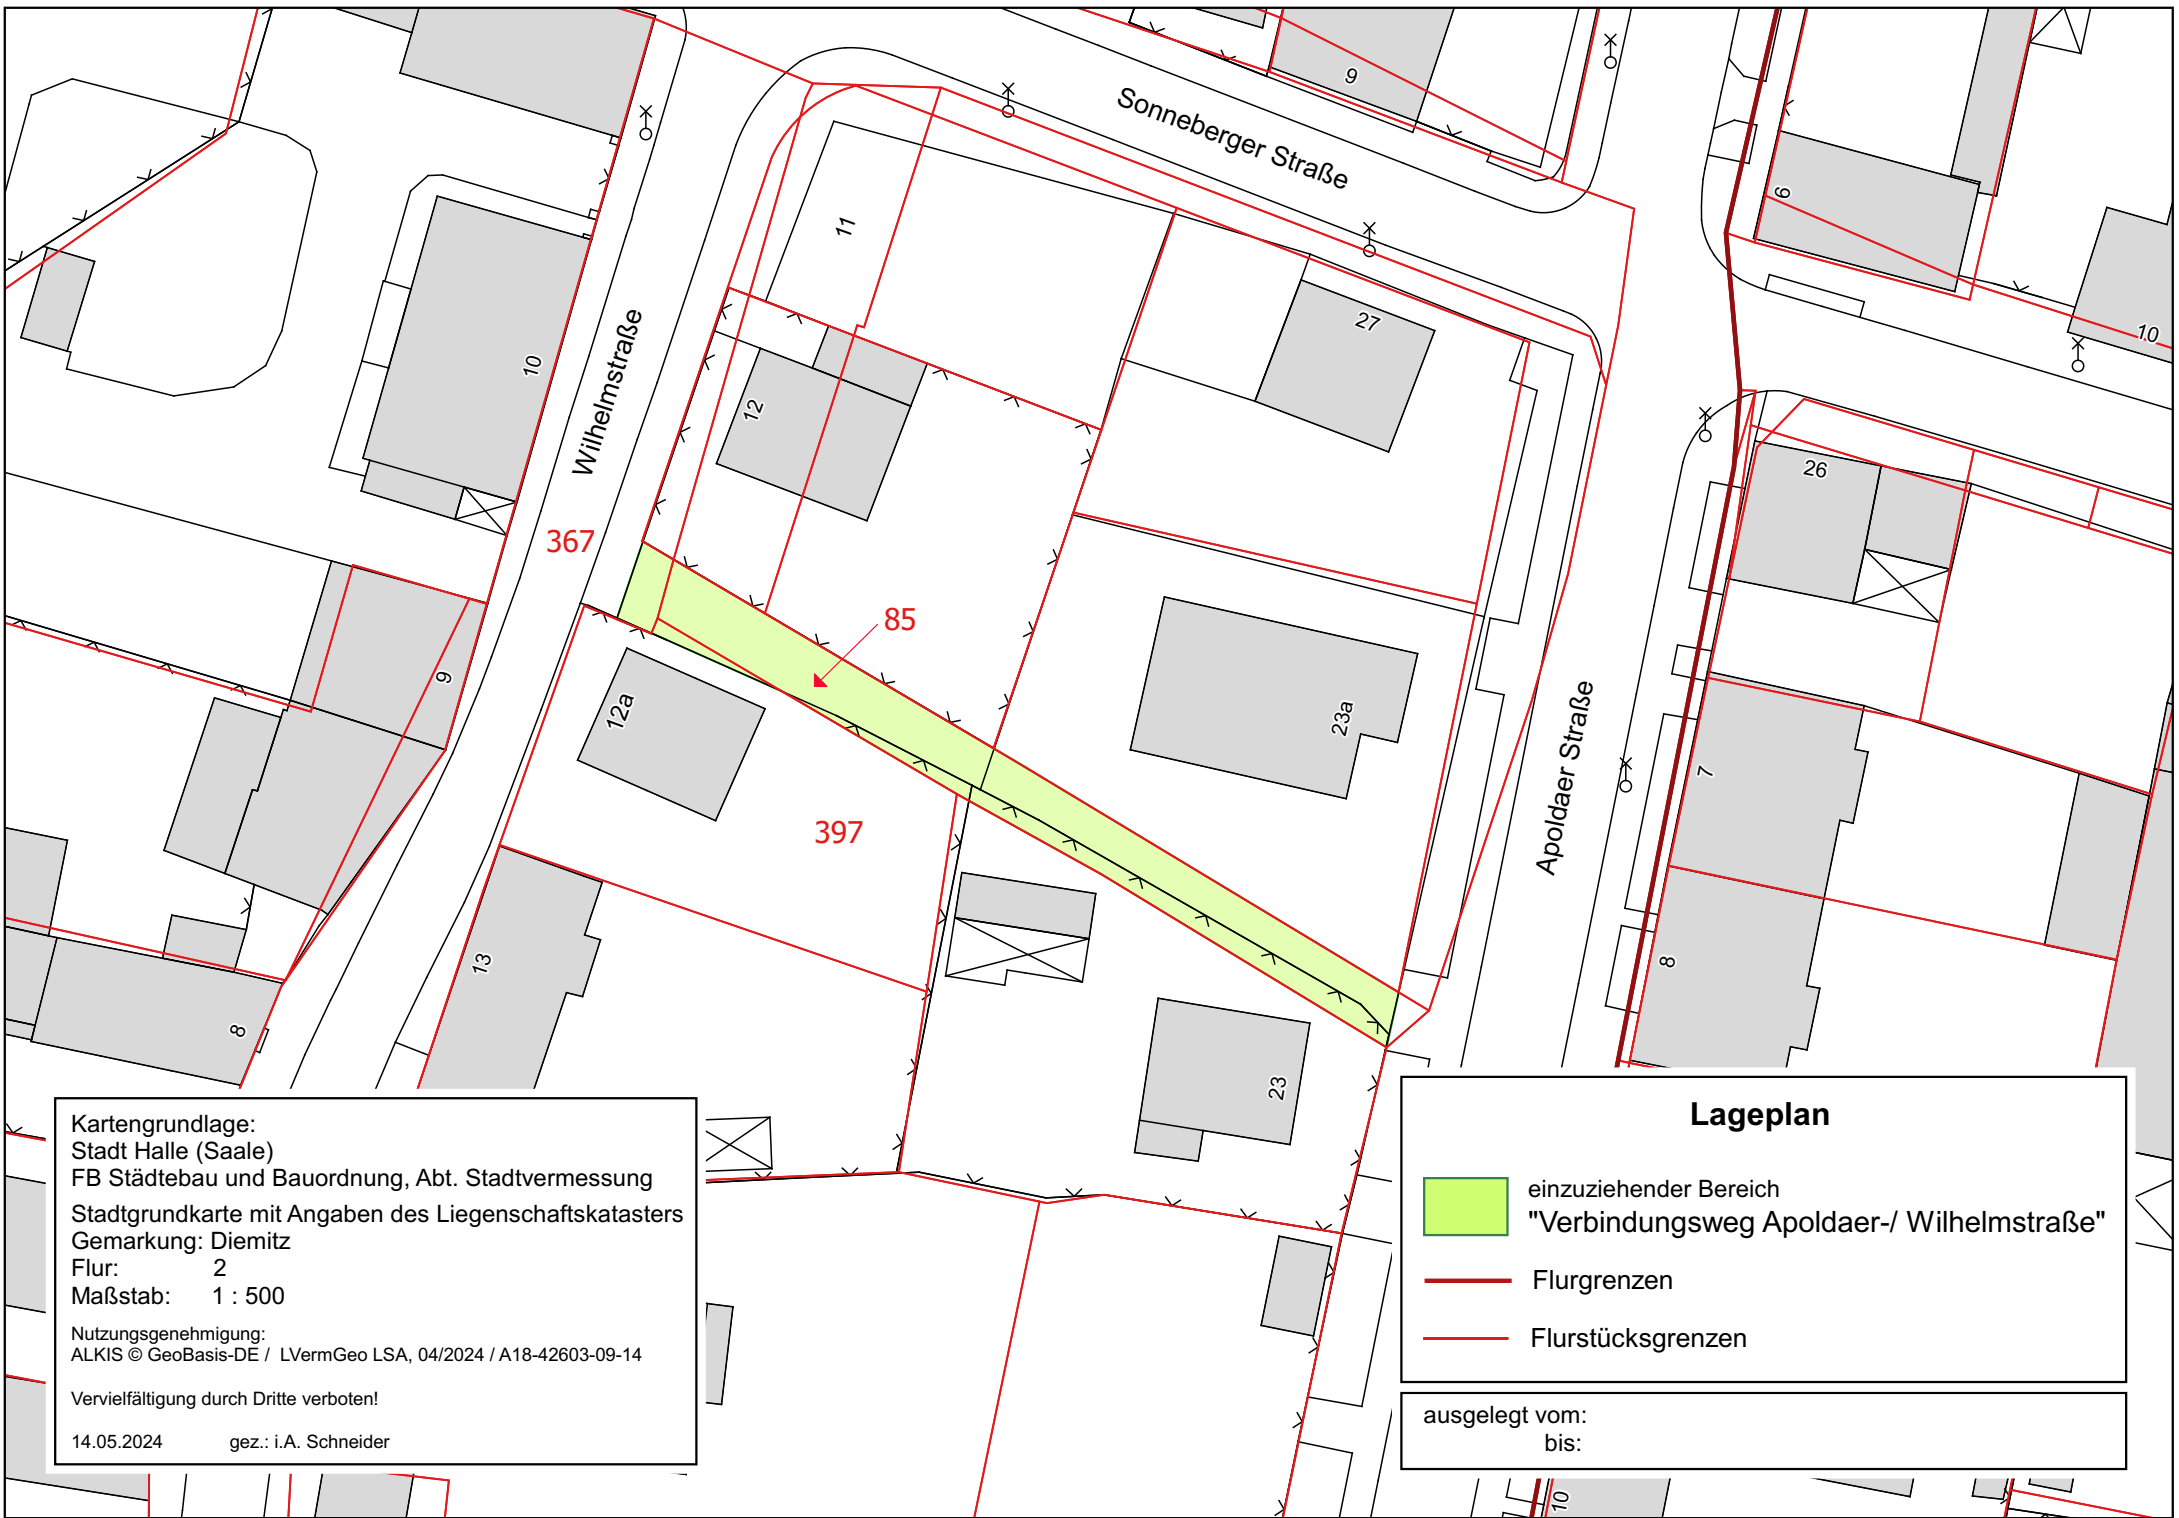 9
Sonneberger Straße
6
11
10
27
10
Wilhelmstraße
12
26
367
85
9
12a
23a
Apoldaer Straße
7
397
13
8
8
23
Kartengrundlage:
Stadt Halle (Saale)
FB Städtebau und Bauordnung, Abt. Stadtvermessung
Stadtgrundkarte mit Angaben des Liegenschaftskatasters
Gemarkung: Diemitz
Flur: 2
Maßstab: 1 : 500
Nutzungsgenehmigung:
ALKIS © GeoBasis-DE / LVermGeo LSA, 04/2024 / A18-42603-09-14
Vervielfältigung durch Dritte verboten!
14.05.2024 gez.: i.A. Schneider
Lageplan
einzuziehender Bereich
"Verbindungsweg Apoldaer-/ Wilhelmstraße"
Flurgrenzen
Flurstücksgrenzen
ausgelegt vom:
bis:
10